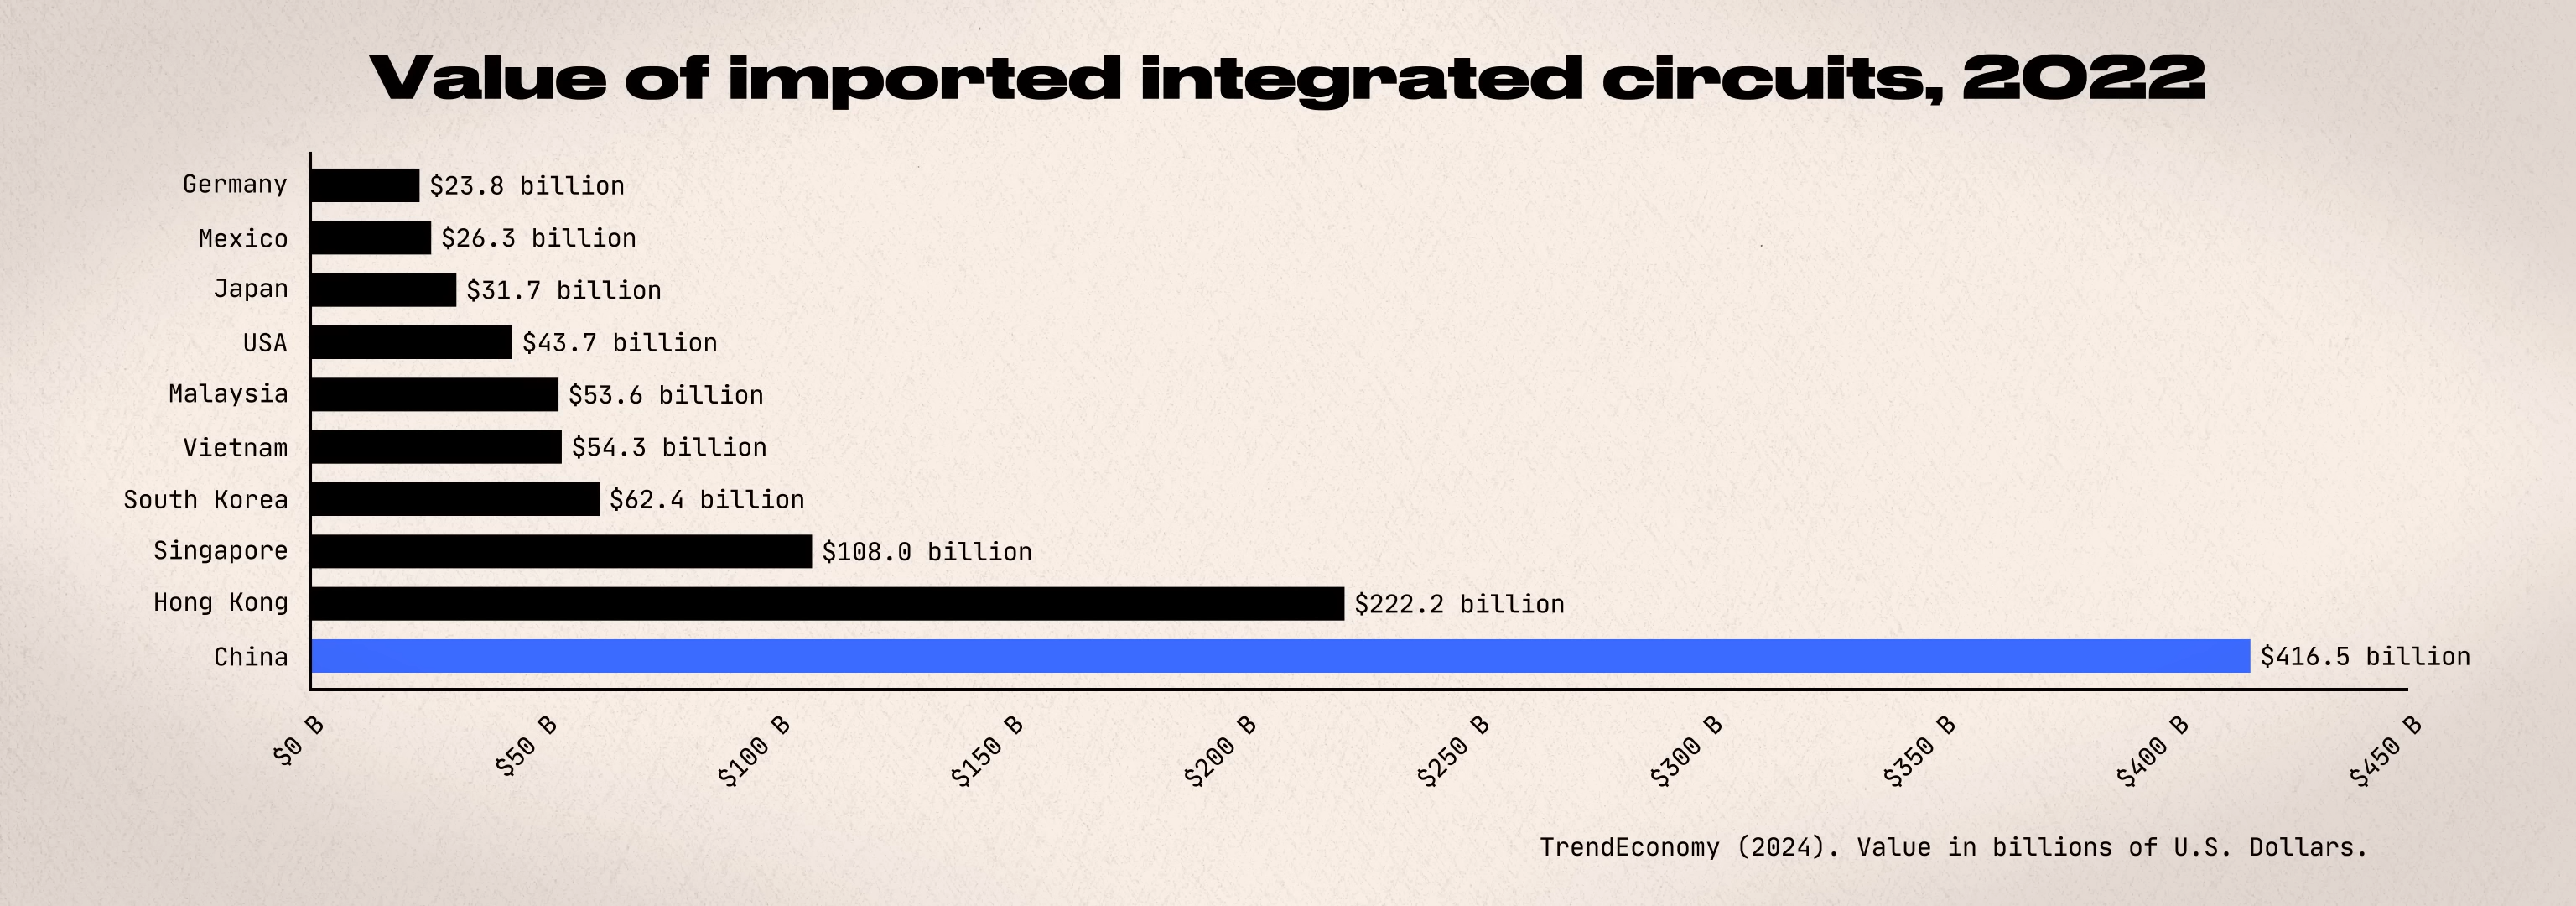 Value of imported integrated circuits, 2022
Germany $23.8 billion
Mexico $26.3 billion
Japan $31.7 billion
USA $43.7 billion
Malaysia $53.6 billion
Vietnam $54.3 billion
South Korea $62.4 billion
Singapore $108.0 billion
Hong Kong $222.2 billion
China $416.5 billion
$0 B $50 B $100 B $150 B $200 B $250 B $300 B $350 B $400 B $450 B
TrendEconomy (2024). Value in billions of U.S. Dollars.